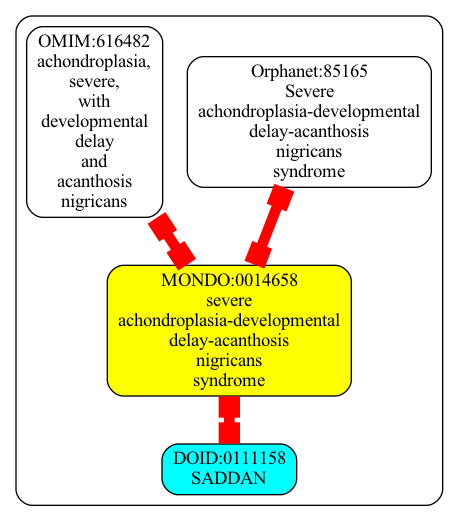 OMIM:616482
achondroplasia,
severe,
with
developmental
delay
and
acanthosis
nigricans
Orphanet:85165
Severe
achondroplasia-developmental
delay-acanthosis
nigricans
syndrome
MONDO:0014658
severe
achondroplasia-developmental
delay-acanthosis
nigricans
syndrome
DOID:0111158
SADDAN